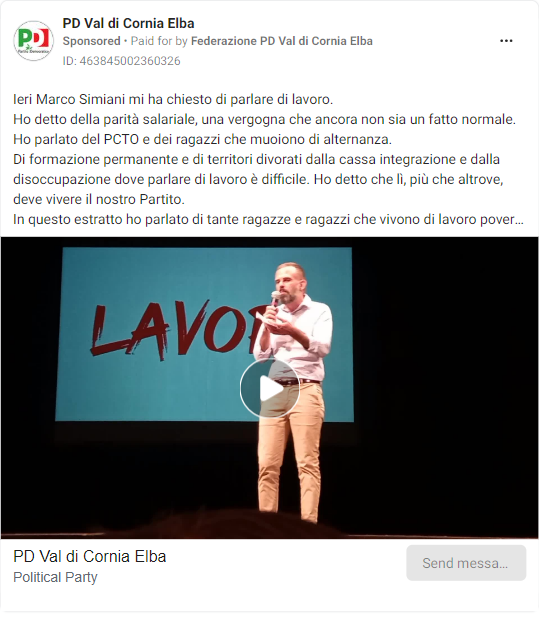 PD Val di Cornia Elba
Sponsored • Paid for by Federazione PD Val di Cornia Elba
ID: 463845002360326
PD
Partito Democratico
Ieri Marco Simiani mi ha chiesto di parlare di lavoro.
Ho detto della parità salariale, una vergogna che ancora non sia un fatto normale.
Ho parlato del PCTO e dei ragazzi che muoiono di alternanza.
Di formazione permanente e di territori divorati dalla cassa integrazione e dalla
disoccupazione dove parlare di lavoro è difficile. Ho detto che lì, più che altrove,
deve vivere il nostro Partito.
In questo estratto ho parlato di tante ragazze e ragazzi che vivono di lavoro pover...
LAVOR
PD Val di Cornia Elba
Political Party
Send messa...